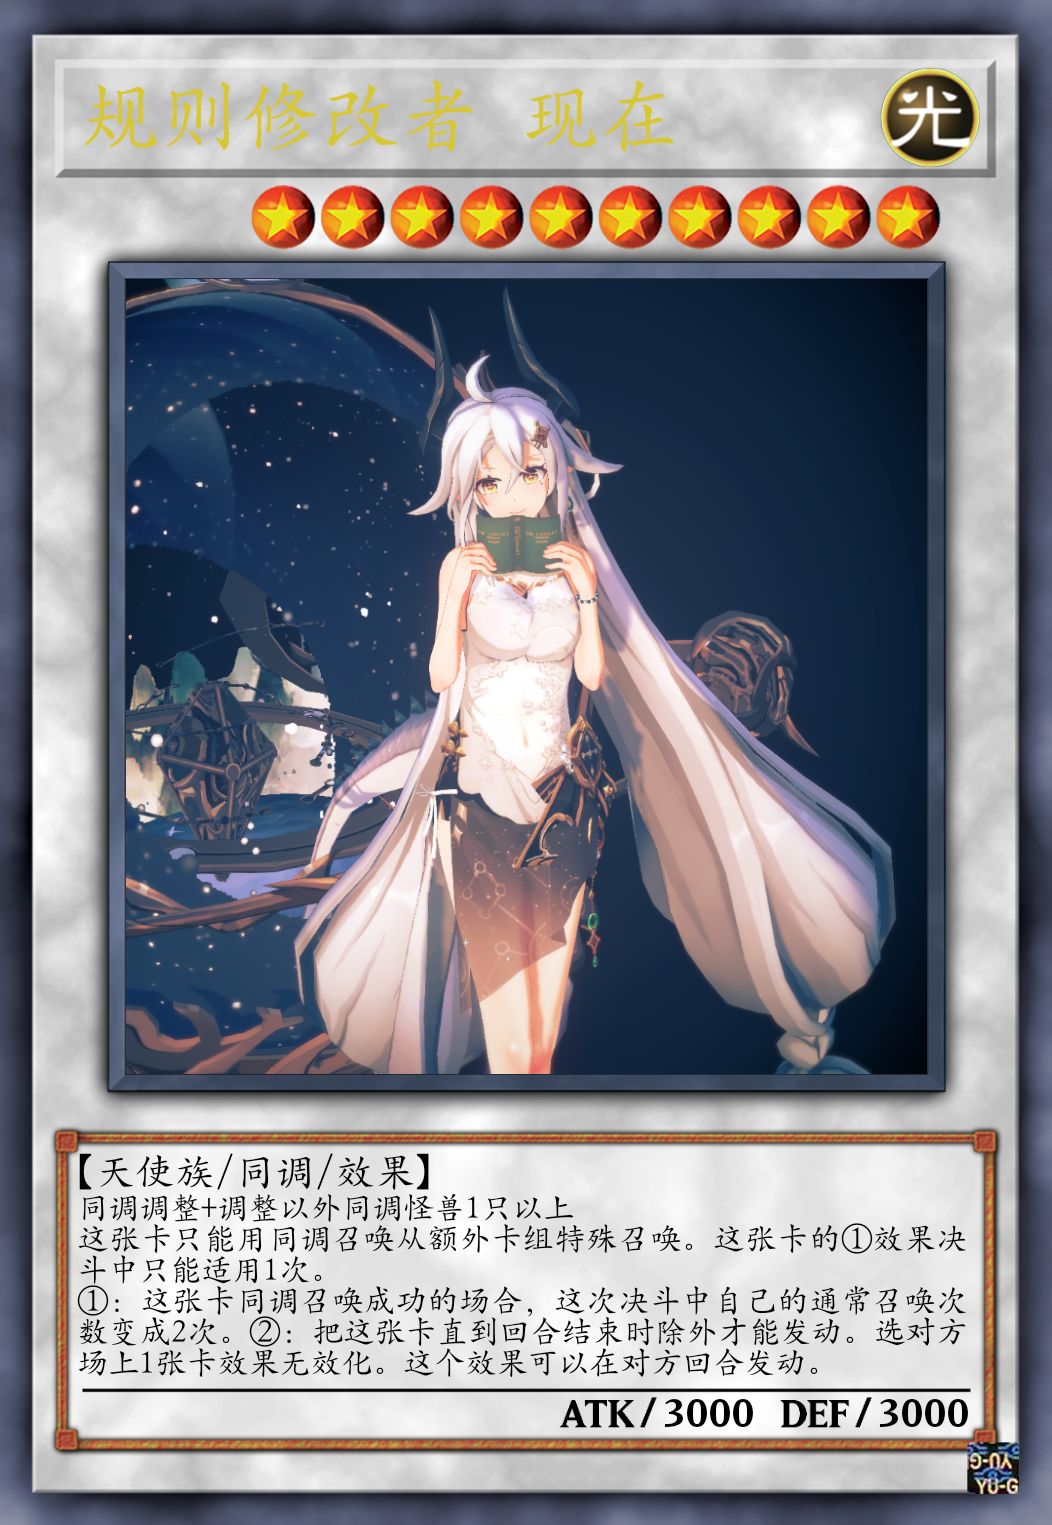 规则修改者 现在
光
【天使族/同调/效果】
同调调整+调整以外同调怪兽1只以上
这张卡只能用同调召唤从额外卡组特殊召唤。这张卡的①效果决
斗中只能适用1次。
①：这张卡同调召唤成功的场合，这次决斗中自己的通常召唤次
数变成2次。②：把这张卡直到回合结束时除外才能发动。选对方
场上1张卡效果无效化。这个效果可以在对方回合发动。
ATK/3000 DEF/3000
YU-G